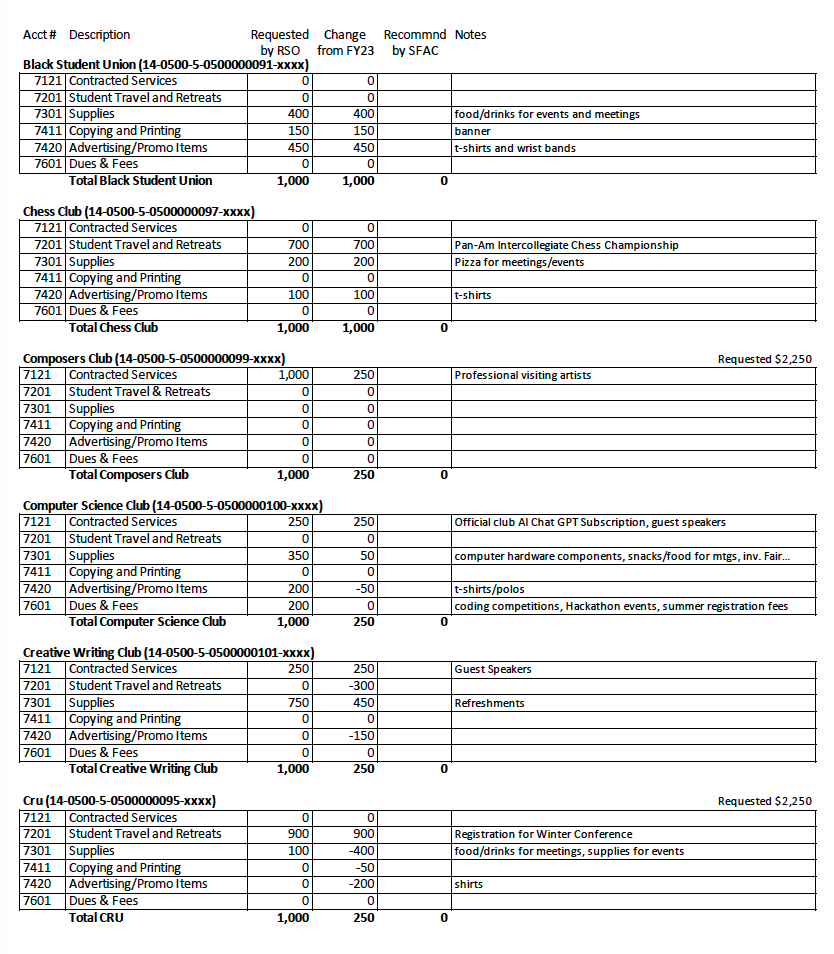 Acct # Description Requested Change Recommnd Notes
by RSO from FY23 by SFAC
Black Student Union (14-0500-5-0500000091-xxxx)
7121 Contracted Services 0 0
7201 Student Travel and Retreats 0 0
7301 Supplies 400 400 food/drinks for events and meetings
7411 Copying and Printing 150 150 banner
7420 Advertising/Promo Items 450 450 t-shirts and wrist bands
7601 Dues & Fees 0 0
Total Black Student Union 1,000 1,000 0
Chess Club (14-0500-5-0500000097-xxxx)
7121 Contracted Services 0 0
7201 Student Travel and Retreats 700 700 Pan-Am Intercollegiate Chess Championship
7301 Supplies 200 200 Pizza for meetings/events
7411 Copying and Printing 0 0
7420 Advertising/Promo Items 100 100 t-shirts
7601 Dues & Fees 0 0
Total Chess Club 1,000 1,000 0
Composers Club (14-0500-5-0500000099-xxxx) Requested $2,250
7121 Contracted Services 1,000 250 Professional visiting artists
7201 Student Travel & Retreats 0 0
7301 Supplies 0 0
7411 Copying and Printing 0 0
7420 Advertising/Promo Items 0 0
7601 Dues & Fees 0 0
Total Composers Club 1,000 250 0
Computer Science Club (14-0500-5-0500000100-xxxx)
7121 Contracted Services 250 250 Official club AI Chat GPT Subscription, guest speakers
7201 Student Travel and Retreats 0 0
7301 Supplies 350 50 computer hardware components, snacks/food for mtgs, inv. Fair...
7411 Copying and Printing 0 0
7420 Advertising/Promo Items 200 -50 t-shirts/polos
7601 Dues & Fees 200 0 coding competitions, Hackathon events, summer registration fees
Total Computer Science Club 1,000 250 0
Creative Writing Club (14-0500-5-0500000101-xxxx)
7121 Contracted Services 250 250 Guest Speakers
7201 Student Travel and Retreats 0 -300
7301 Supplies 750 450 Refreshments
7411 Copying and Printing 0 0
7420 Advertising/Promo Items 0 -150
7601 Dues & Fees 0 0
Total Creative Writing Club 1,000 250 0
Cru (14-0500-5-0500000095-xxxx) Requested $2,250
7121 Contracted Services 0 0
7201 Student Travel and Retreats 900 900 Registration for Winter Conference
7301 Supplies 100 -400 food/drinks for meetings, supplies for events
7411 Copying and Printing 0 -50
7420 Advertising/Promo Items 0 -200 shirts
7601 Dues & Fees 0 0
Total CRU 1,000 250 0